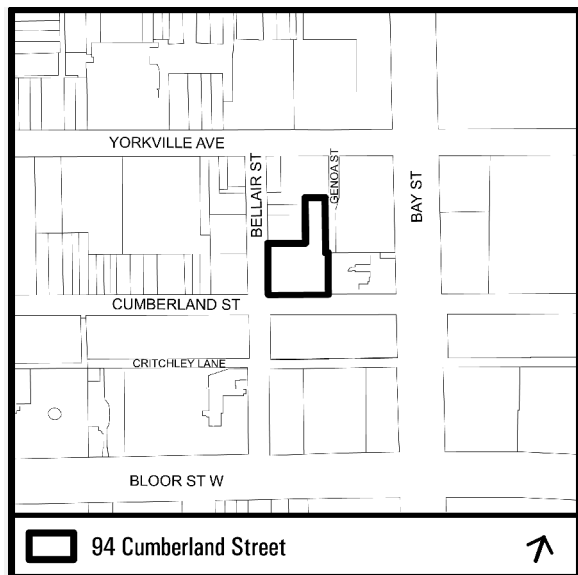 YORKVILLE AVE
BELLAIR ST
GENOA ST
BAY ST
CUMBERLAND ST
CRITCHLEY LANE
BLOOR ST W
94 Cumberland Street